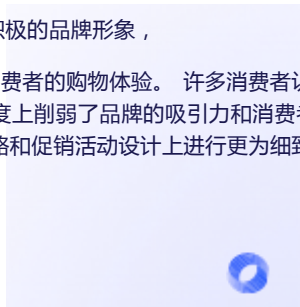 极的品牌形象，
费者的购物体验。 许多消费者
度上削弱了品牌的吸引力和消费
和促销活动设计上进行更为细